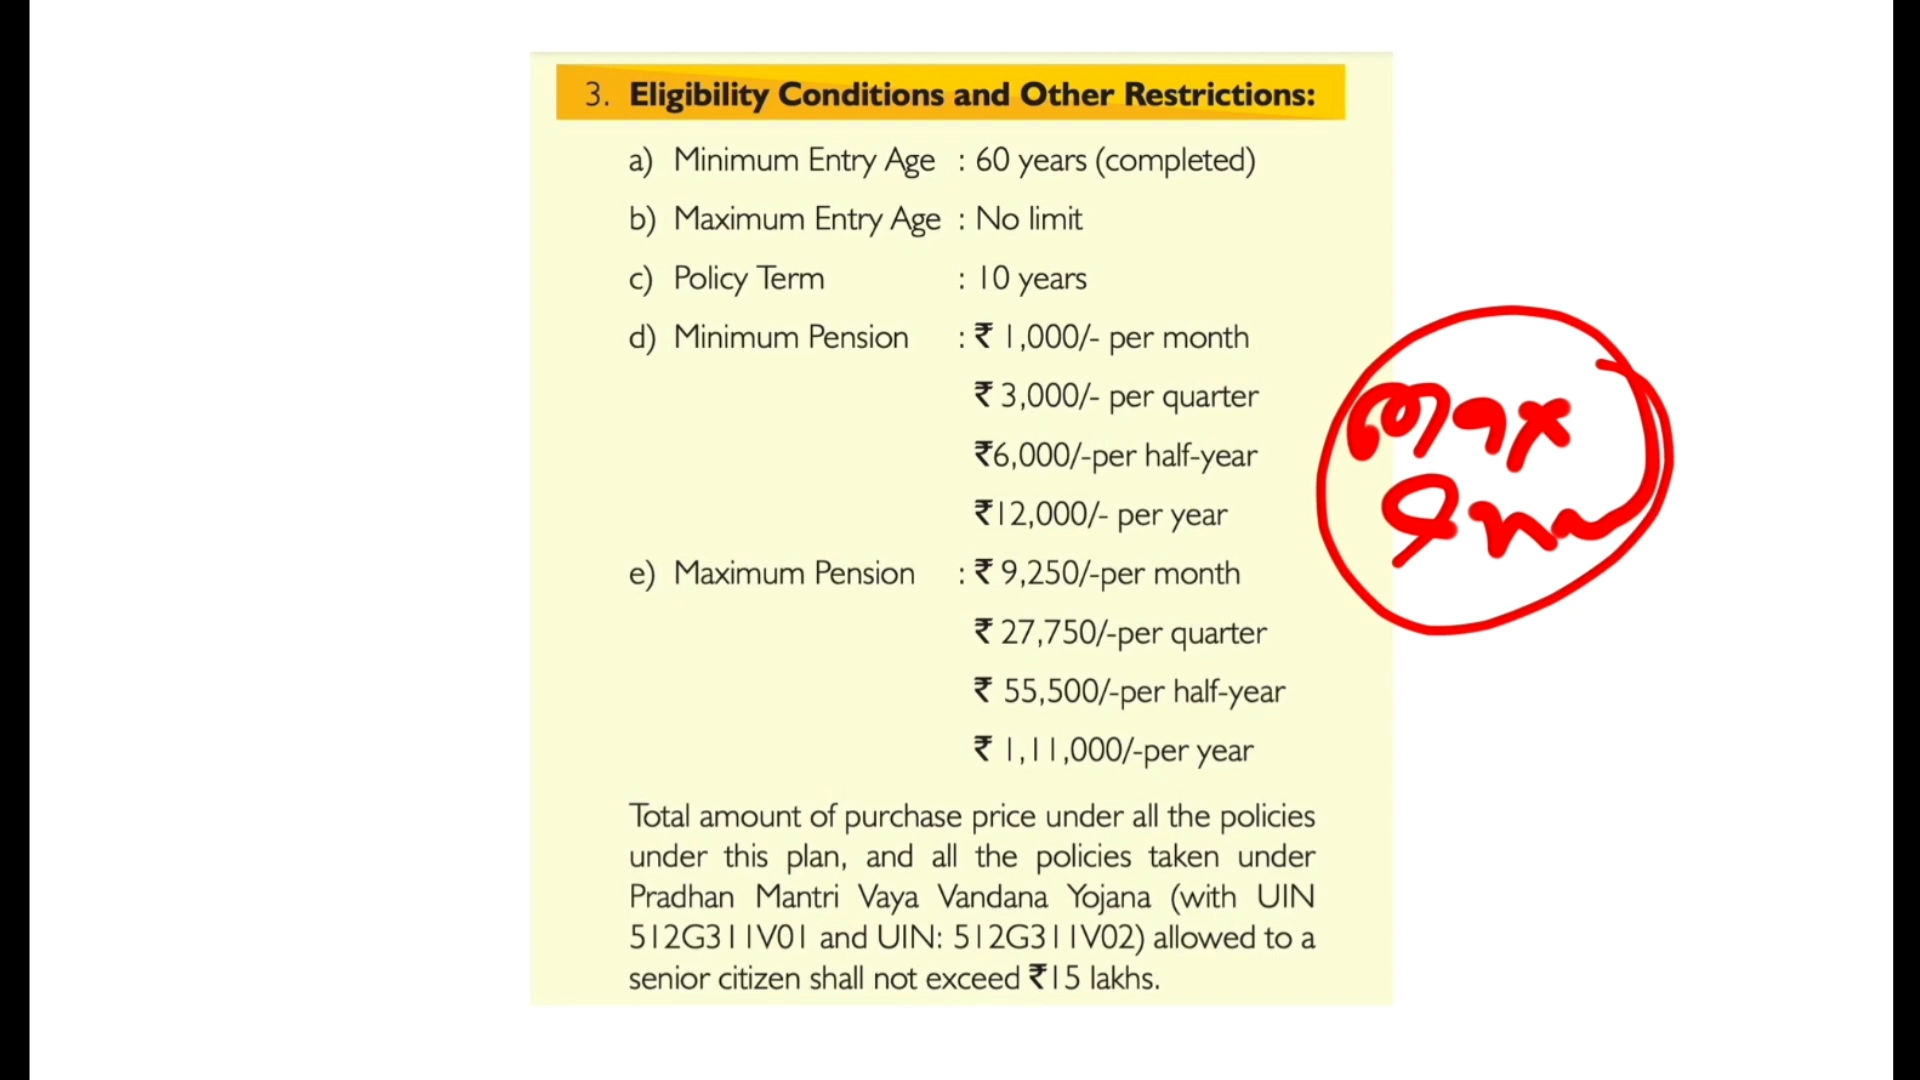 3. Eligibility Conditions and Other Restrictions:
a) Minimum Entry Age : 60 years (completed)
b) Maximum Entry Age : No limit
c) Policy Term : 10 years
d) Minimum Pension : ₹ 1,000/- per month
₹ 3,000/- per quarter
₹6,000/-per half-year
₹12,000/- per year
e) Maximum Pension : ₹ 9,250/-per month
₹ 27,750/-per quarter
₹ 55,500/-per half-year
₹ 1,11,000/-per year
Total amount of purchase price under all the policies
under this plan, and all the policies taken under
Pradhan Mantri Vaya Vandana Yojana (with UIN
512G311V01 and UIN: 512G311V02) allowed to a
senior citizen shall not exceed ₹15 lakhs.
max